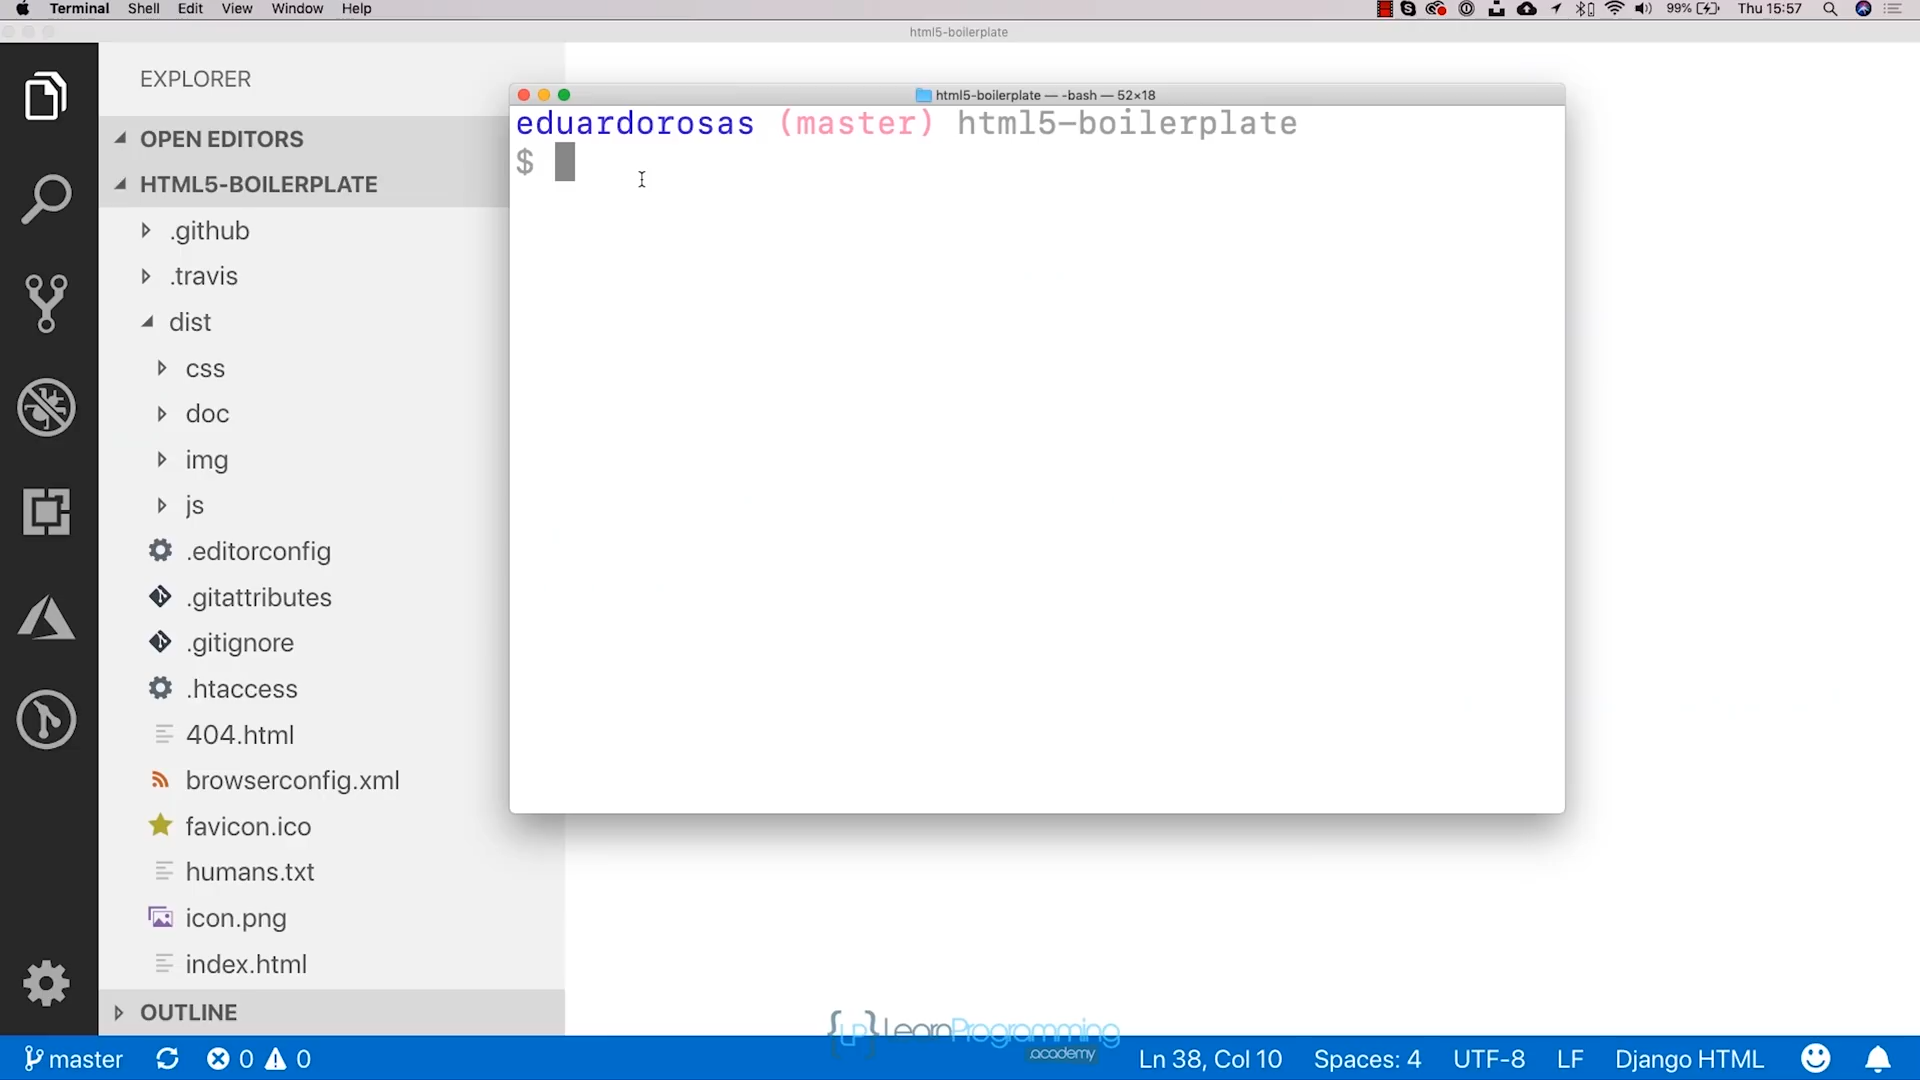 Terminal Shell Edit View Window Help
99% Thu 15:57
html5-boilerplate
EXPLORER
OPEN EDITORS
HTML5-BOILERPLATE
.github
.travis
dist
css
doc
img
js
.editorconfig
.gitattributes
.gitignore
.htaccess
404.html
browserconfig.xml
favicon.ico
humans.txt
icon.png
index.html
OUTLINE
html5-boilerplate — -bash — 52×18
eduardorosas (master) html5-boilerplate
$
{LP} LearnProgramming
.academy
master 0 0 Ln 38, Col 10 Spaces: 4 UTF-8 LF Django HTML